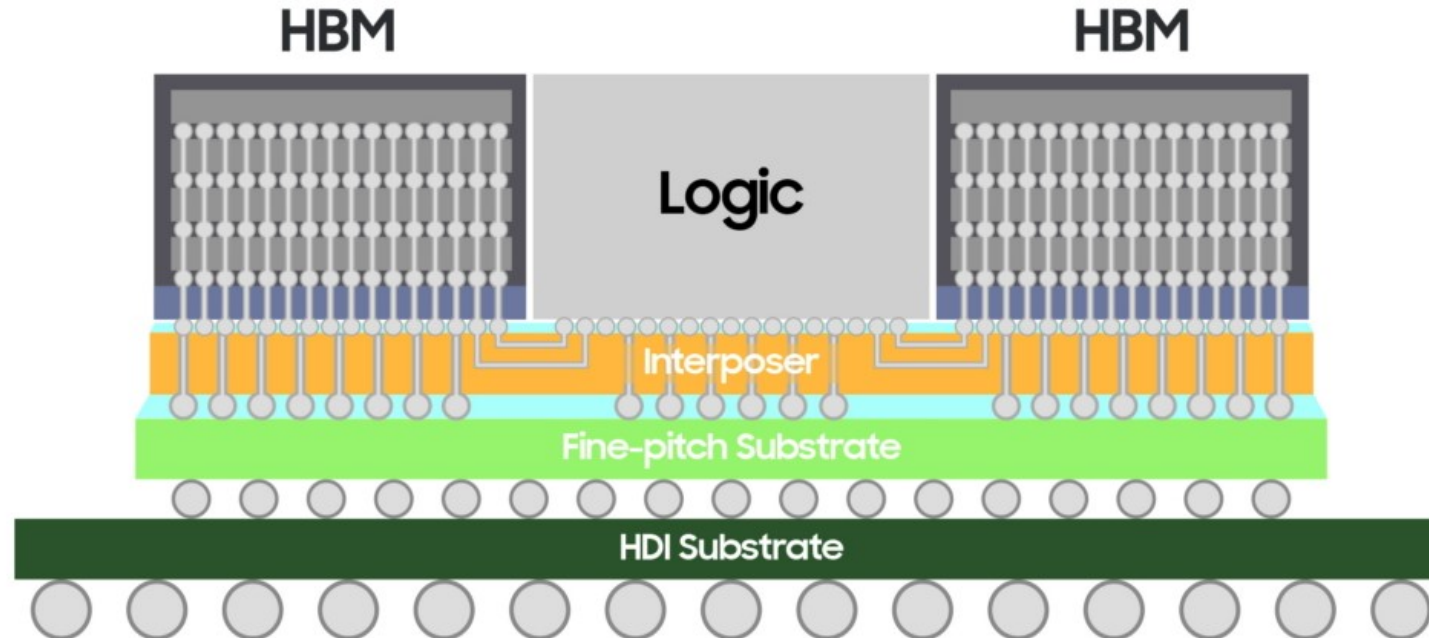 HBM
HBM
Logic
Interposer
Fine-pitch Substrate
HDI Substrate